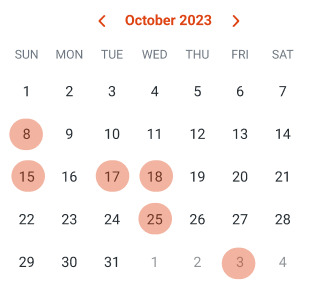 October 2023
SUN MON TUE WED THU FRI SAT
1 2 3 4 5 6 7
8 9 10 11 12 13 14
15 16 17 18 19 20 21
22 23 24 25 26 27 28
29 30 31 1 2 3 4